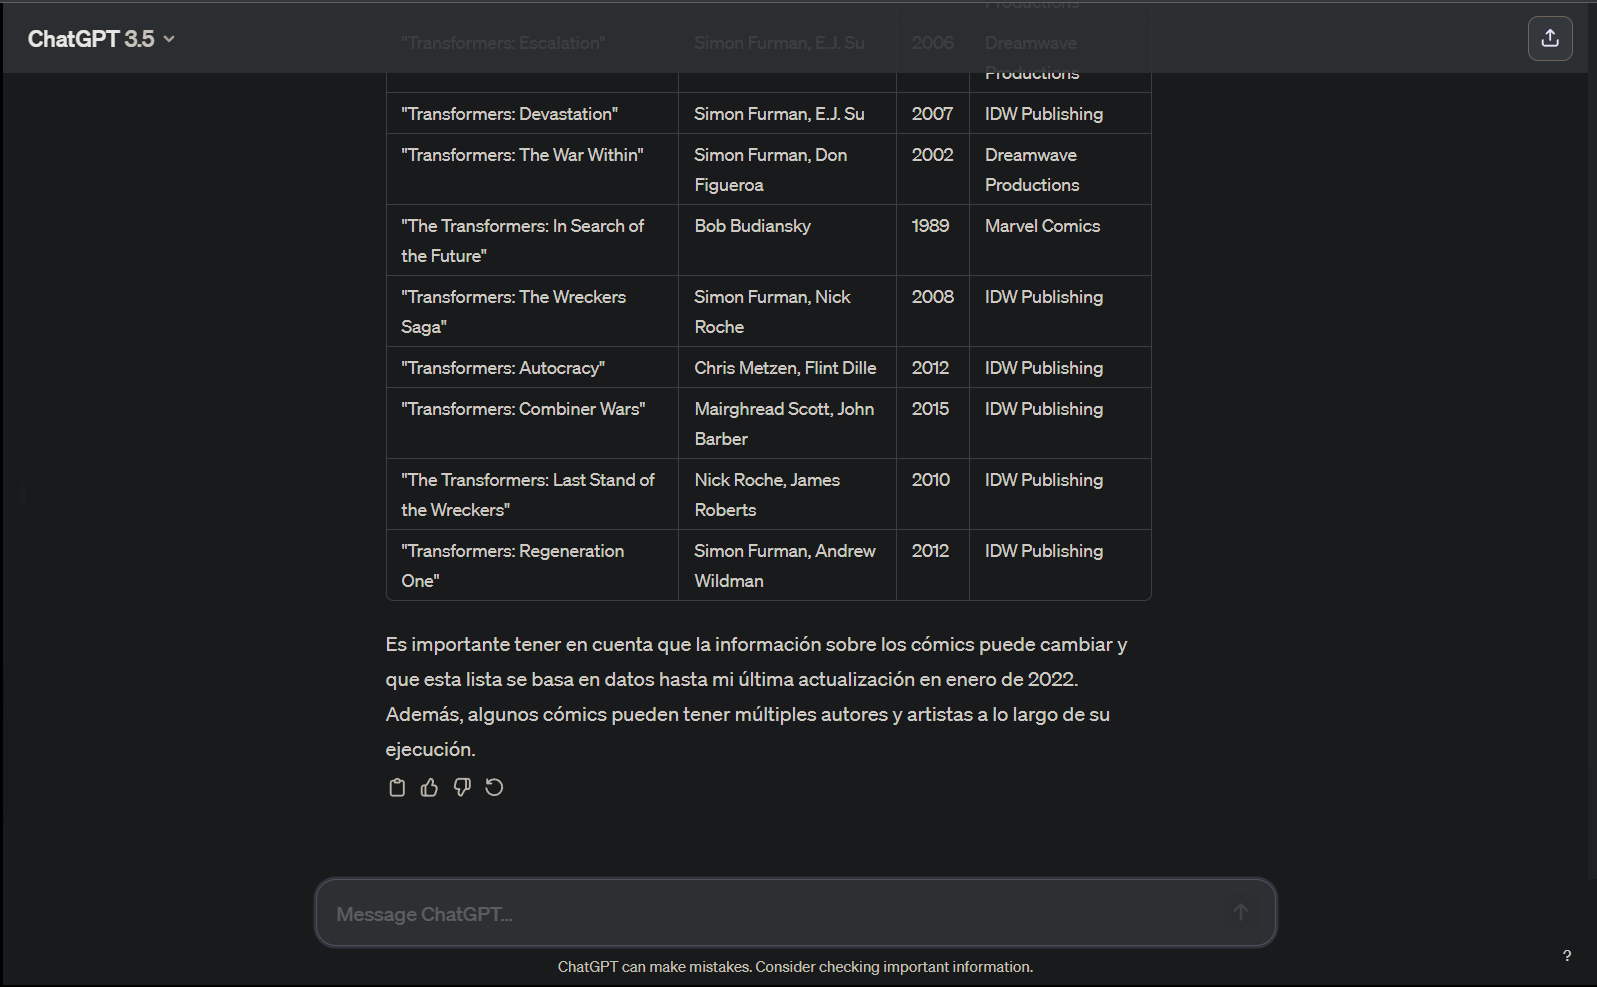 Productions
ChatGPT 3.5
"Transformers: Escalation" Simon Furman, E.J. Su 2006 Dreamwave
Productions
"Transformers: Devastation" Simon Furman, E.J. Su 2007 IDW Publishing
"Transformers: The War Within" Simon Furman, Don 2002 Dreamwave
Figueroa Productions
"The Transformers: In Search of Bob Budiansky 1989 Marvel Comics
the Future"
"Transformers: The Wreckers Simon Furman, Nick 2008 IDW Publishing
Saga" Roche
"Transformers: Autocracy" Chris Metzen, Flint Dille 2012 IDW Publishing
"Transformers: Combiner Wars" Mairghread Scott, John 2015 IDW Publishing
Barber
"The Transformers: Last Stand of Nick Roche, James 2010 IDW Publishing
the Wreckers" Roberts
"Transformers: Regeneration Simon Furman, Andrew 2012 IDW Publishing
One" Wildman
Es importante tener en cuenta que la información sobre los cómics puede cambiar y
que esta lista se basa en datos hasta mi última actualización en enero de 2022.
Además, algunos cómics pueden tener múltiples autores y artistas a lo largo de su
ejecución.
Message ChatGPT...
ChatGPT can make mistakes. Consider checking important information.
?